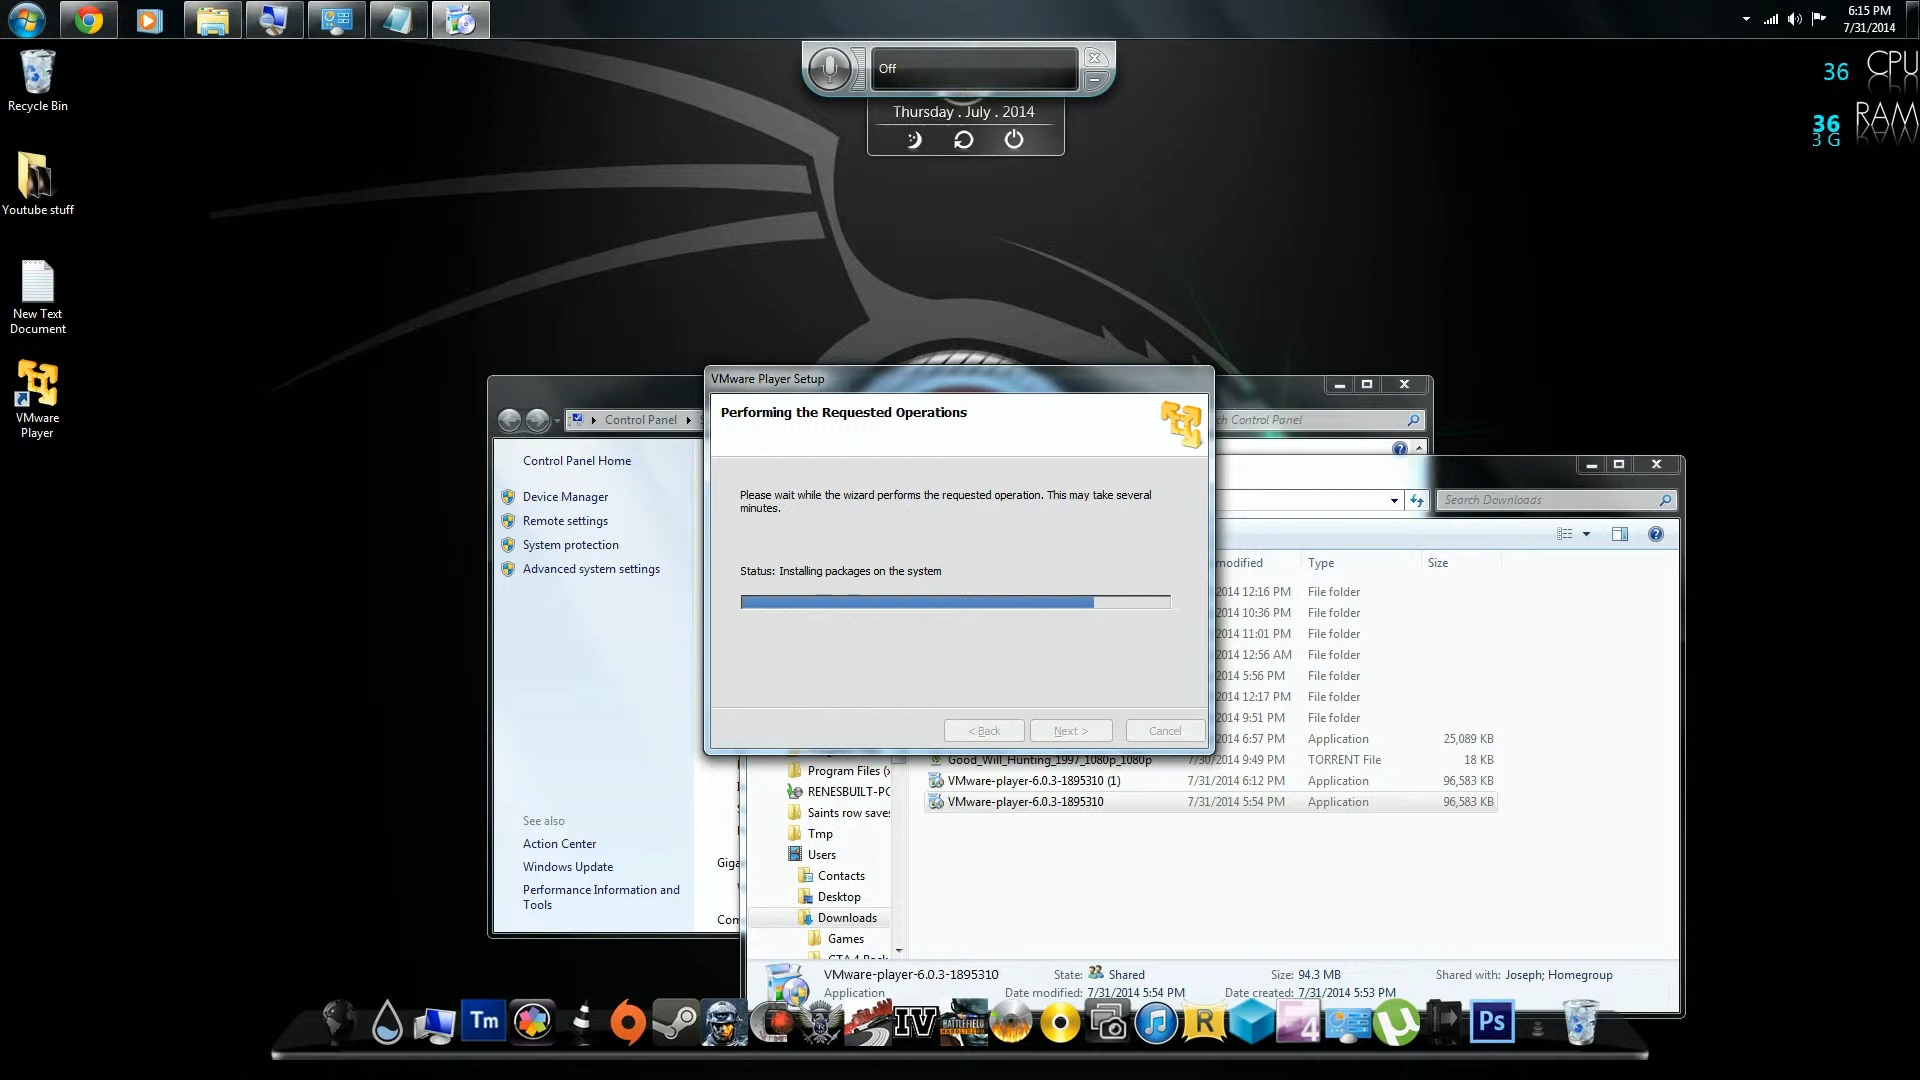 6:15 PM
7/31/2014
Off
Thursday . July . 2014
36 CPU
36 RAM
3 G
Recycle Bin
Youtube stuff
New Text
Document
VMware
Player
VMware Player Setup
Performing the Requested Operations
Please wait while the wizard performs the requested operation. This may take several
minutes.
Status: Installing packages on the system
< Back
Next >
Cancel
Control Panel
ch Control Panel
Control Panel Home
Device Manager
Remote settings
System protection
Advanced system settings
See also
Action Center
Windows Update
Performance Information and
Tools
Giga
Com
Search Downloads
modified Type Size
2014 12:16 PM File folder
2014 10:36 PM File folder
2014 11:01 PM File folder
2014 12:56 AM File folder
2014 5:56 PM File folder
2014 12:17 PM File folder
2014 9:51 PM File folder
2014 6:57 PM Application 25,089 KB
Good_Will_Hunting_1997_1080p_1080p 7/30/2014 9:49 PM TORRENT File 18 KB
VMware-player-6.0.3-1895310 (1) 7/31/2014 6:12 PM Application 96,583 KB
VMware-player-6.0.3-1895310 7/31/2014 5:54 PM Application 96,583 KB
Program Files (x
RENESBUILT-PC
Saints row saves
Tmp
Users
Contacts
Desktop
Downloads
Games
VMware-player-6.0.3-1895310 State: Shared Size: 94.3 MB Shared with: Joseph; Homegroup
Application Date modified: 7/31/2014 5:54 PM Date created: 7/31/2014 5:53 PM
Tm
IV
BATTLEFIELD
R
4
Ps